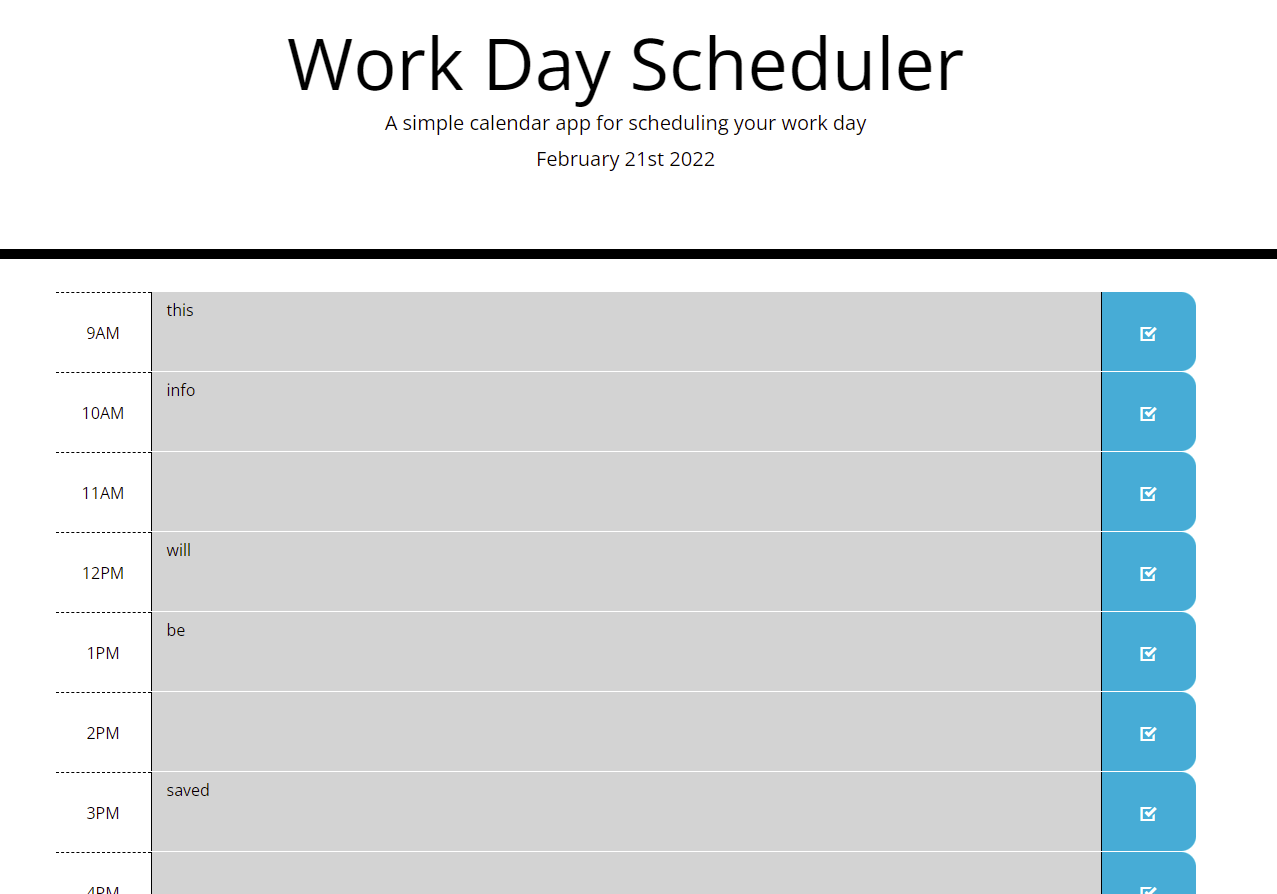 Work Day Scheduler
A simple calendar app for scheduling your work day
February 21st 2022
9AM this
10AM info
11AM
12PM will
1PM be
2PM
3PM saved
4PM